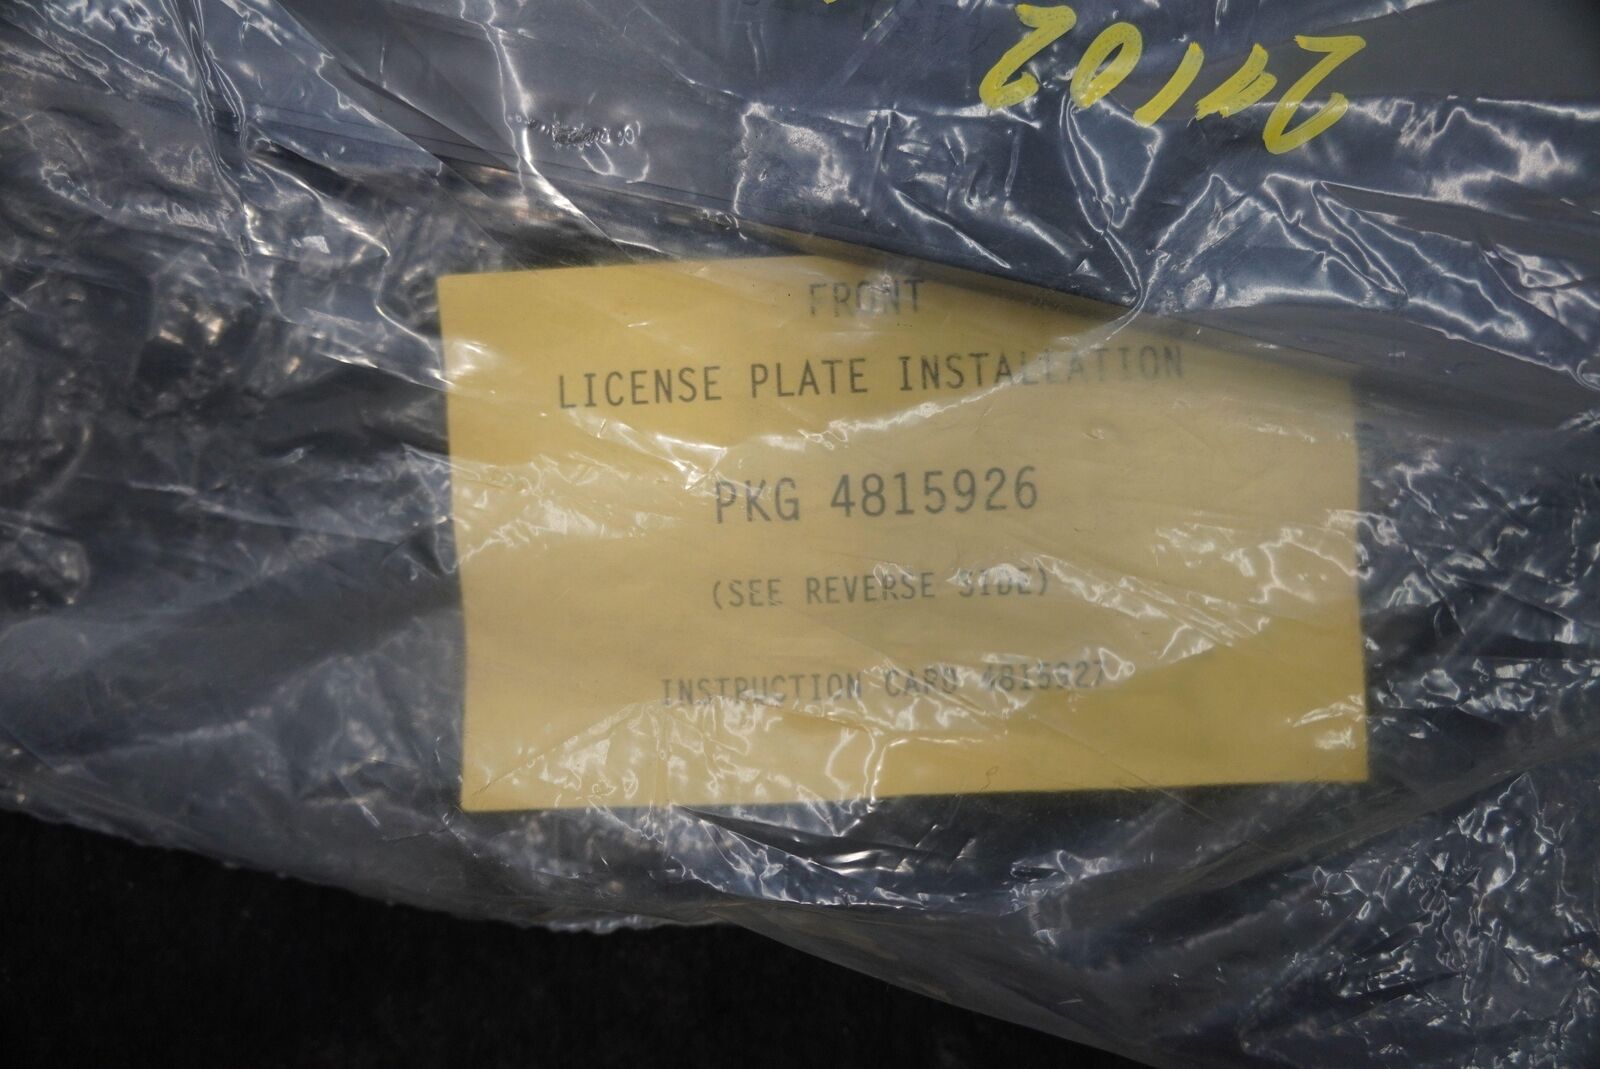 24102
FRONT
LICENSE PLATE INSTALLATION
PKG 4815926
(SEE REVERSE SIDE)
INSTRUCTION CARD 4815927